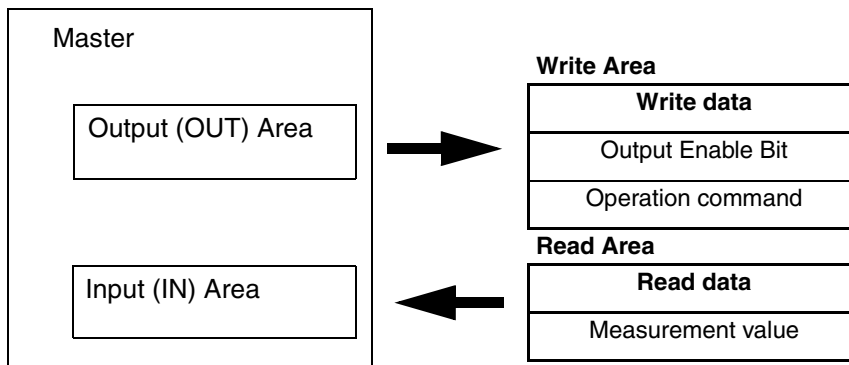 Master
Output (OUT) Area
Input (IN) Area
Write Area
Write data
Output Enable Bit
Operation command
Read Area
Read data
Measurement value